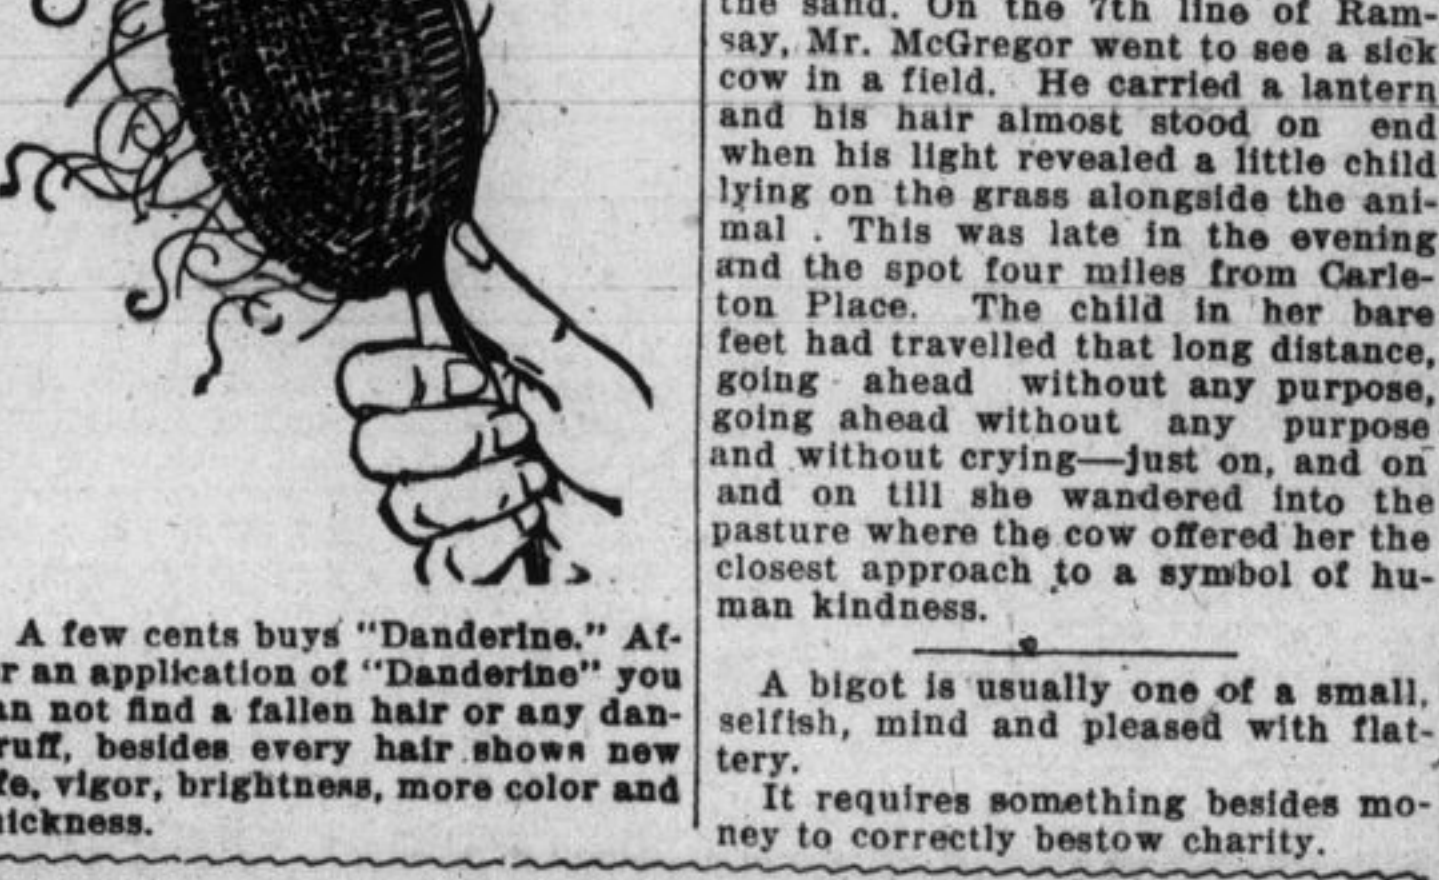 A few cents buys "Danderine." Af-
r an application of "Danderine" you
an not find a fallen hair or any dan-
ruff, besides every hair shows new
fe, vigor, brightness, more color and
ickness.
the sand. On the 7th line of Ram-
say, Mr. McGregor went to see a sick
cow in a field. He carried a lantern
and his hair almost stood on end
when his light revealed a little child
lying on the grass alongside the ani-
mal . This was late in the evening
and the spot four miles from Carle-
ton Place. The child in her bare
feet had travelled that long distance,
going ahead without any purpose,
going ahead without any purpose
and without crying—just on, and on
and on till she wandered into the
pasture where the cow offered her the
closest approach to a symbol of hu-
man kindness.
A bigot is usually one of a small,
selfish, mind and pleased with flat-
tery.
It requires something besides mo-
ney to correctly bestow charity.